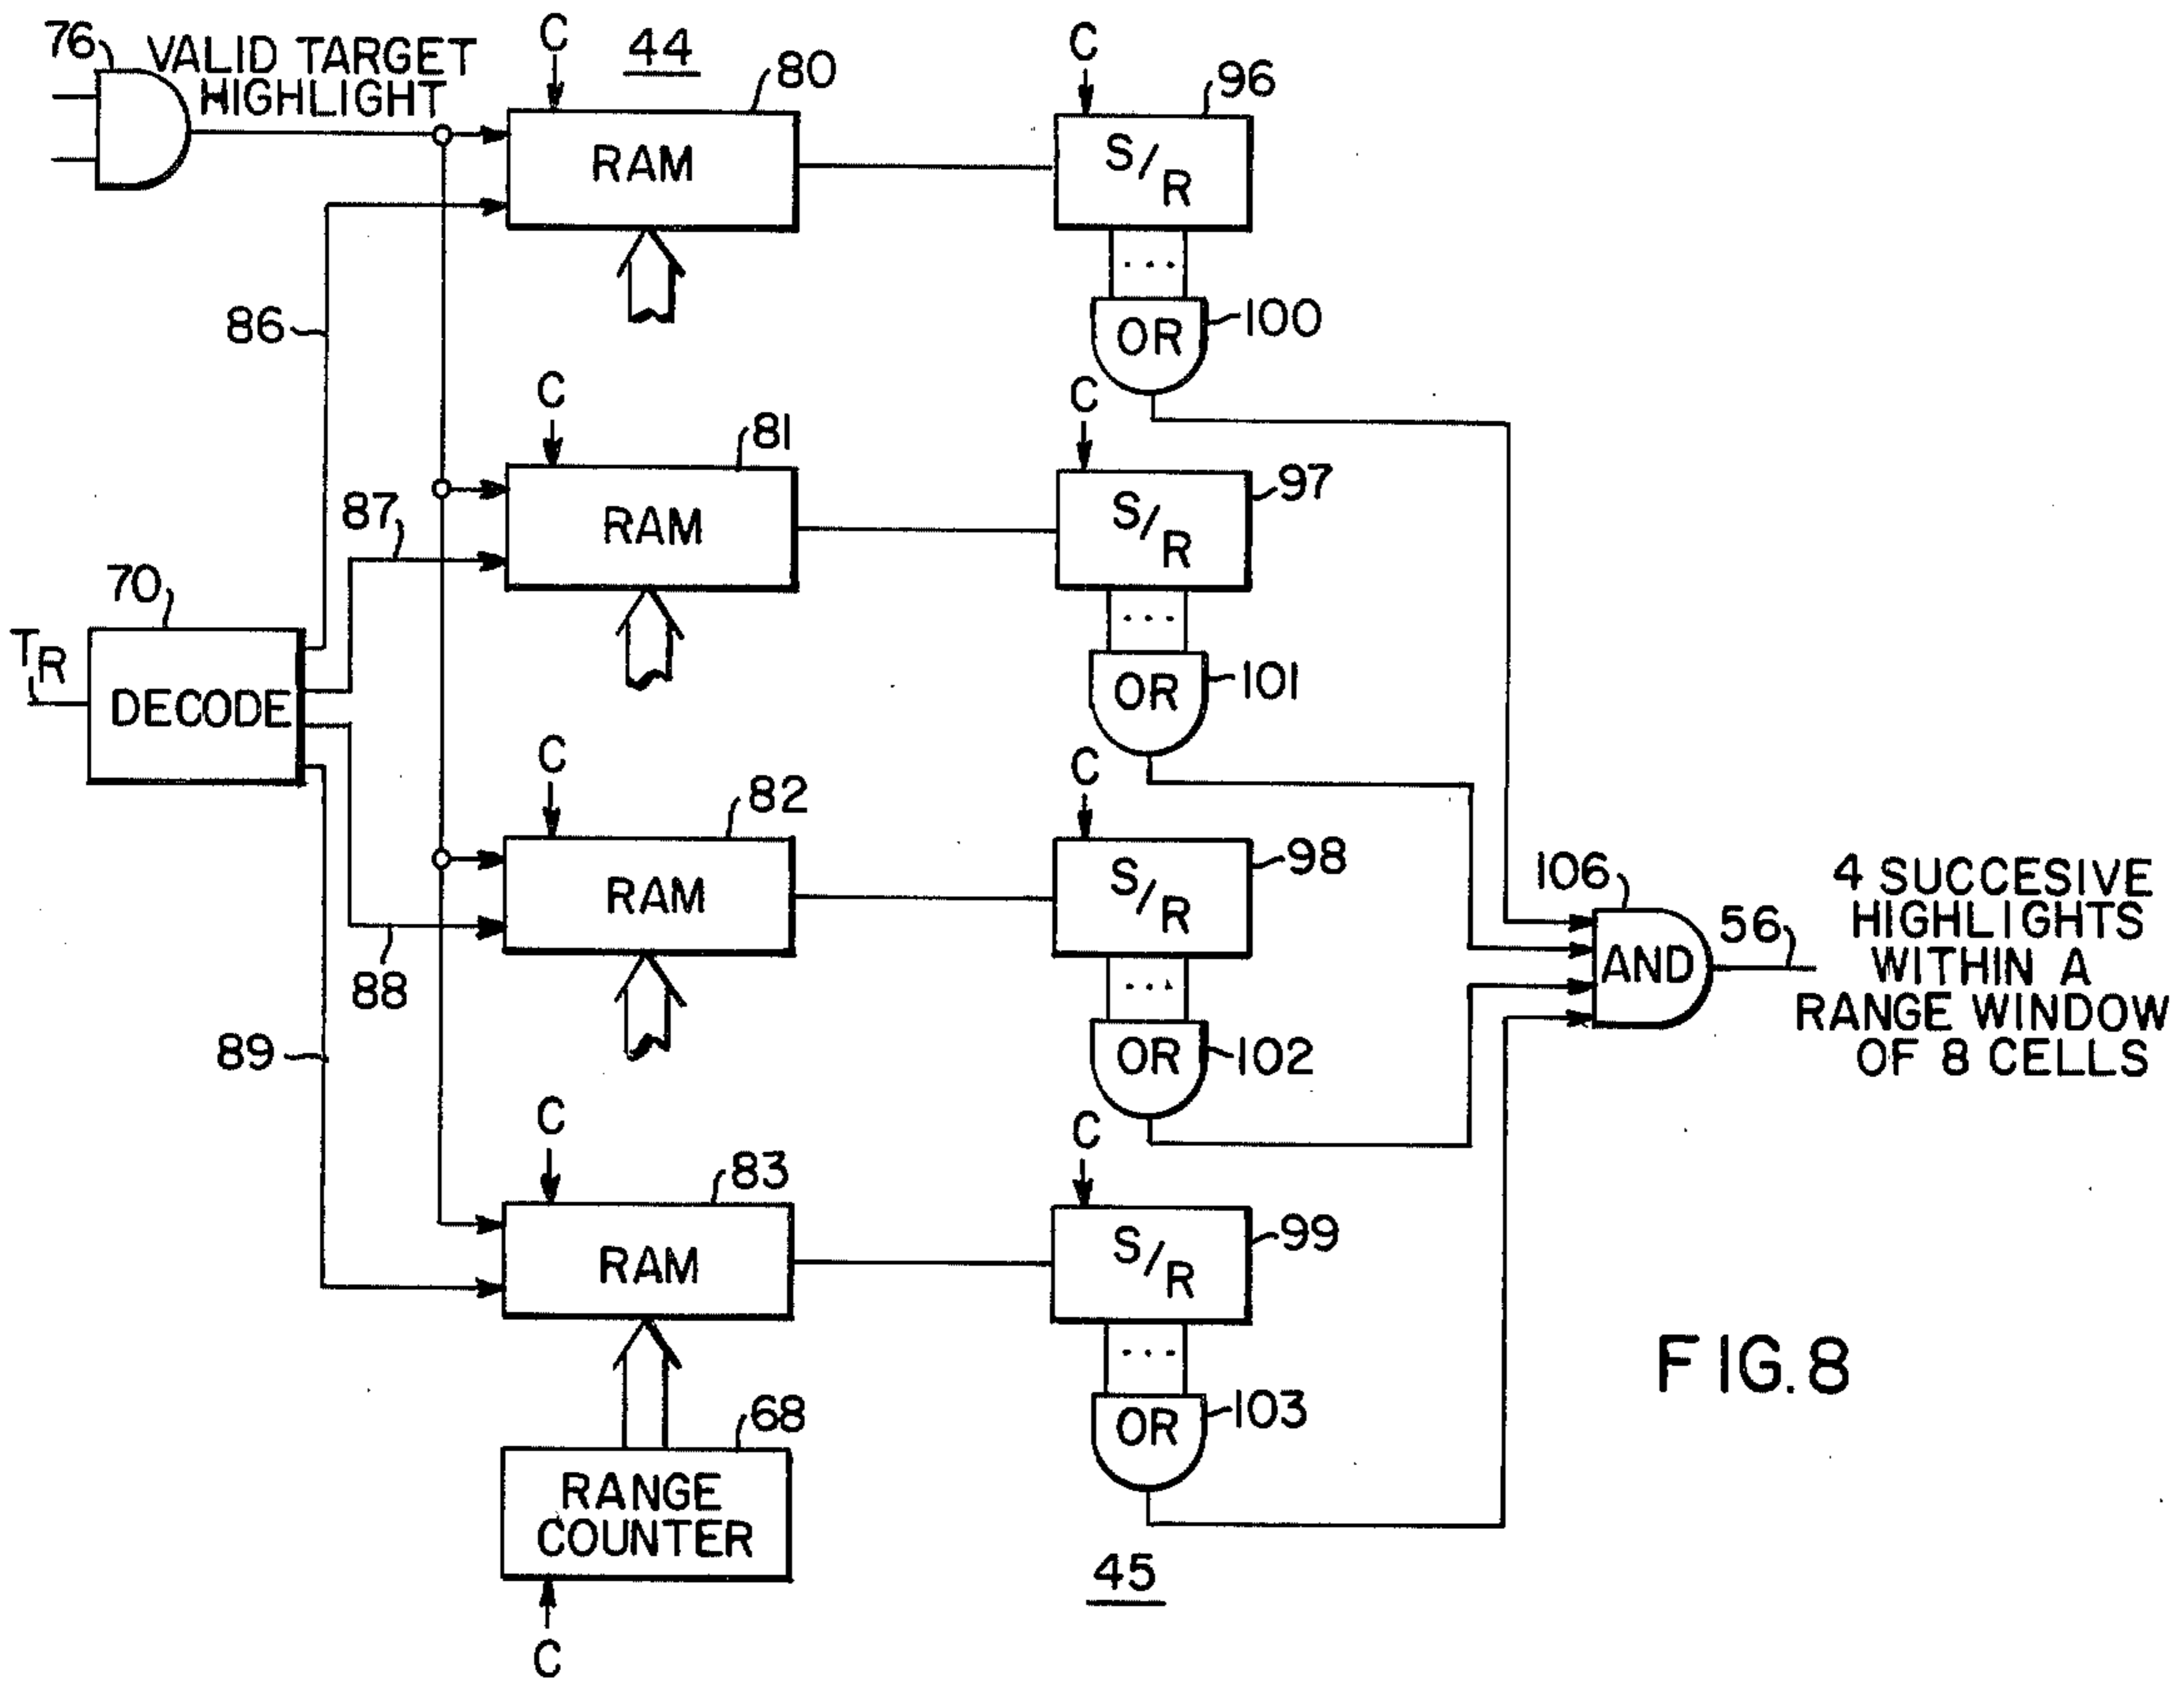 76
VALID TARGET
HIGHLIGHT
C
44
80
RAM
C
96
S/R
86
OR
100
C
81
87
RAM
C
97
S/R
70
TR
DECODE
OR
101
C
82
88
RAM
C
98
S/R
106
AND
56
4 SUCCESIVE
HIGHLIGHTS
WITHIN A
RANGE WINDOW
OF 8 CELLS
89
OR
102
C
83
RAM
C
99
S/R
FIG. 8
68
RANGE
COUNTER
OR
103
C
45